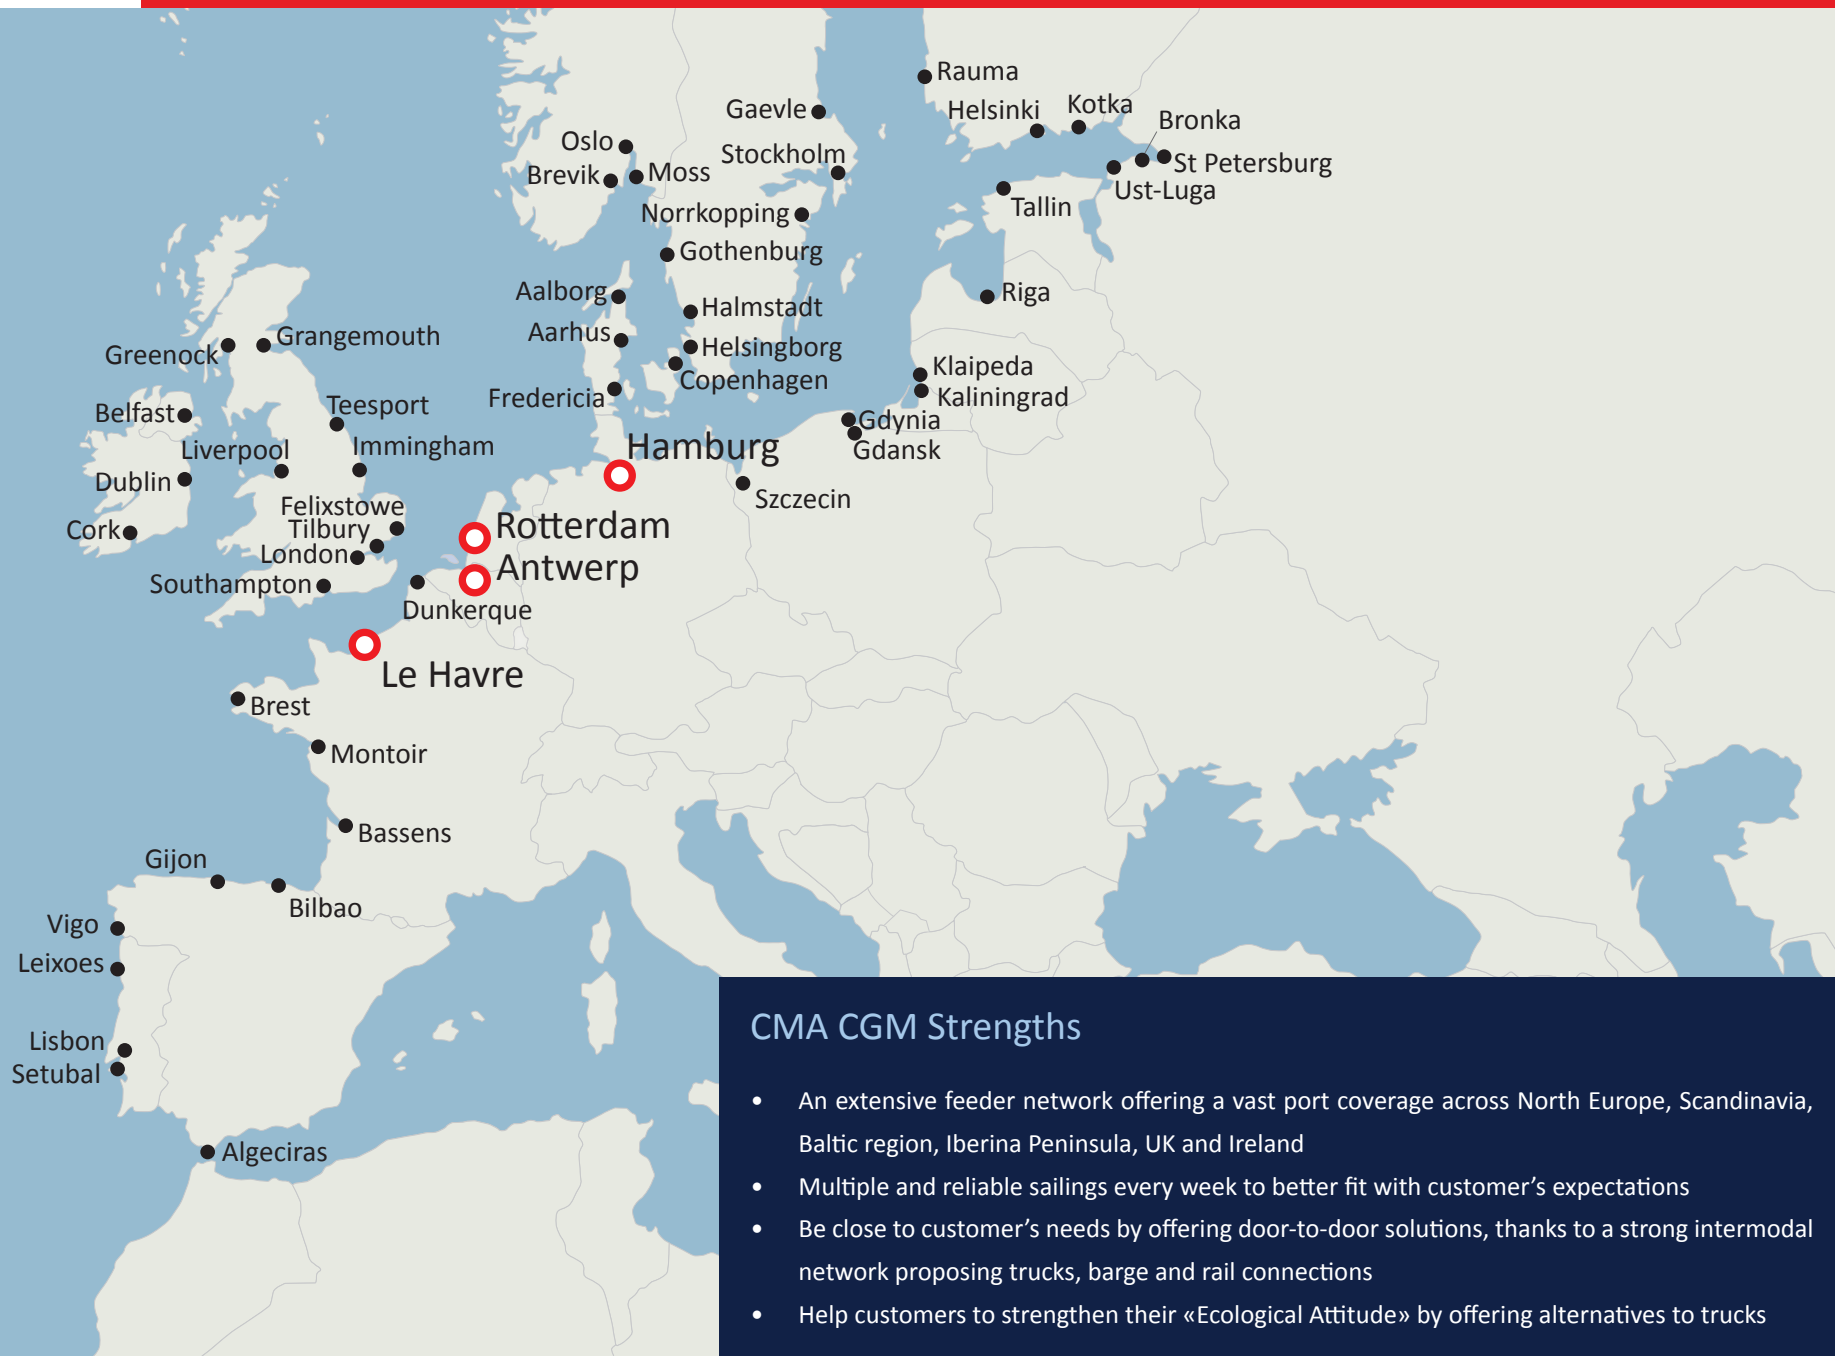 Rauma
Gaevle
Helsinki
Kotka
Bronka
Oslo
Stockholm
St Petersburg
Brevik
Moss
Ust-Luga
Norrkopping
Tallin
Gothenburg
Aalborg
Riga
Halmstadt
Aarhus
Grangemouth
Helsingborg
Greenock
Klaipeda
Copenhagen
Kaliningrad
Fredericia
Teesport
Belfast
Gdynia
Hamburg
Immingham
Liverpool
Gdansk
Dublin
Szczecin
Felixstowe
Rotterdam
Tilbury
Cork
London
Antwerp
Southampton
Dunkerque
Le Havre
Brest
Montoir
Bassens
Gijon
Bilbao
Vigo
Leixoes
Lisbon
Setubal
Algeciras
CMA CGM Strengths
• An extensive feeder network offering a vast port coverage across North Europe, Scandinavia,
Baltic region, Iberina Peninsula, UK and Ireland
• Multiple and reliable sailings every week to better fit with customer’s expectations
• Be close to customer’s needs by offering door-to-door solutions, thanks to a strong intermodal
network proposing trucks, barge and rail connections
• Help customers to strengthen their «Ecological Attitude» by offering alternatives to trucks